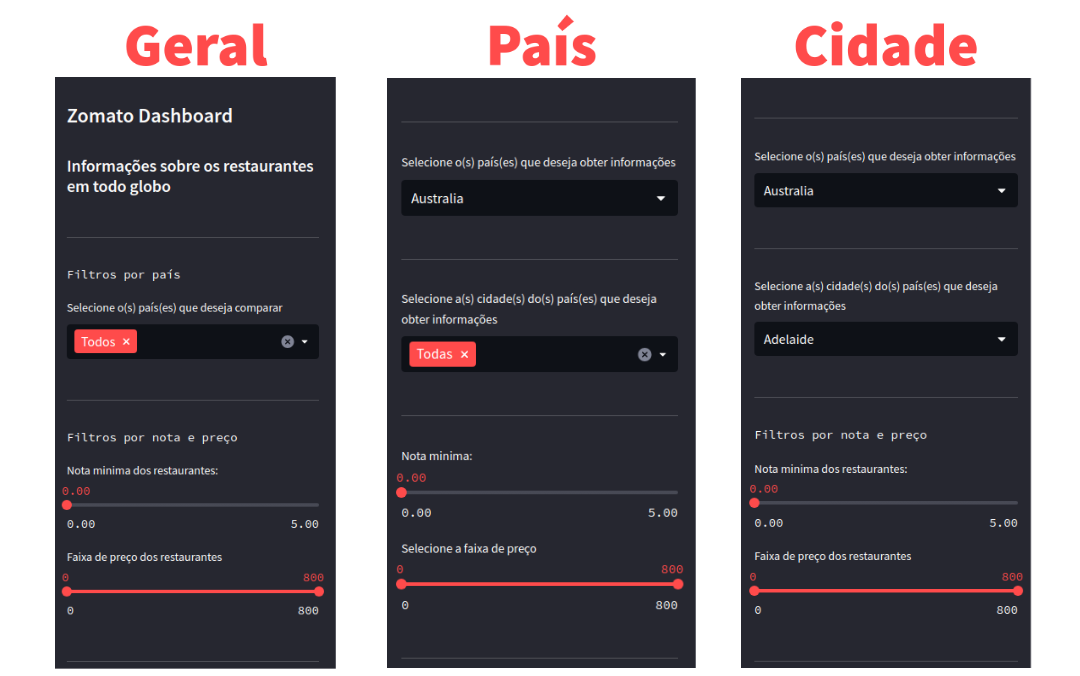 Geral
Zomato Dashboard
Informações sobre os restaurantes
em todo globo
Filtros por país
Selecione o(s) país(es) que deseja comparar
Todos ×
Filtros por nota e preço
Nota minima dos restaurantes:
0.00
0.00 5.00
Faixa de preço dos restaurantes
0 800
0 800
País
Selecione o(s) país(es) que deseja obter informações
Australia
Selecione a(s) cidade(s) do(s) país(es) que deseja
obter informações
Todas ×
Nota minima:
0.00
0.00 5.00
Selecione a faixa de preço
0 800
0 800
Cidade
Selecione o(s) país(es) que deseja obter informações
Australia
Selecione a(s) cidade(s) do(s) país(es) que deseja
obter informações
Adelaide
Filtros por nota e preço
Nota minima dos restaurantes:
0.00
0.00 5.00
Faixa de preço dos restaurantes
0 800
0 800